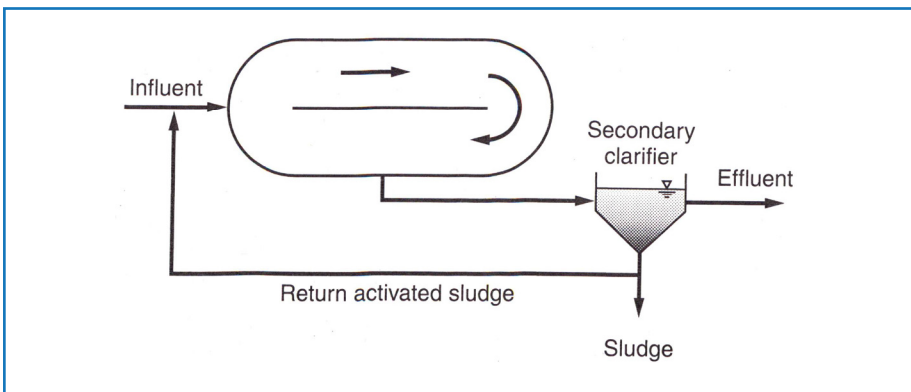 Influent
Secondary
clarifier
Effluent
Return activated sludge
Sludge